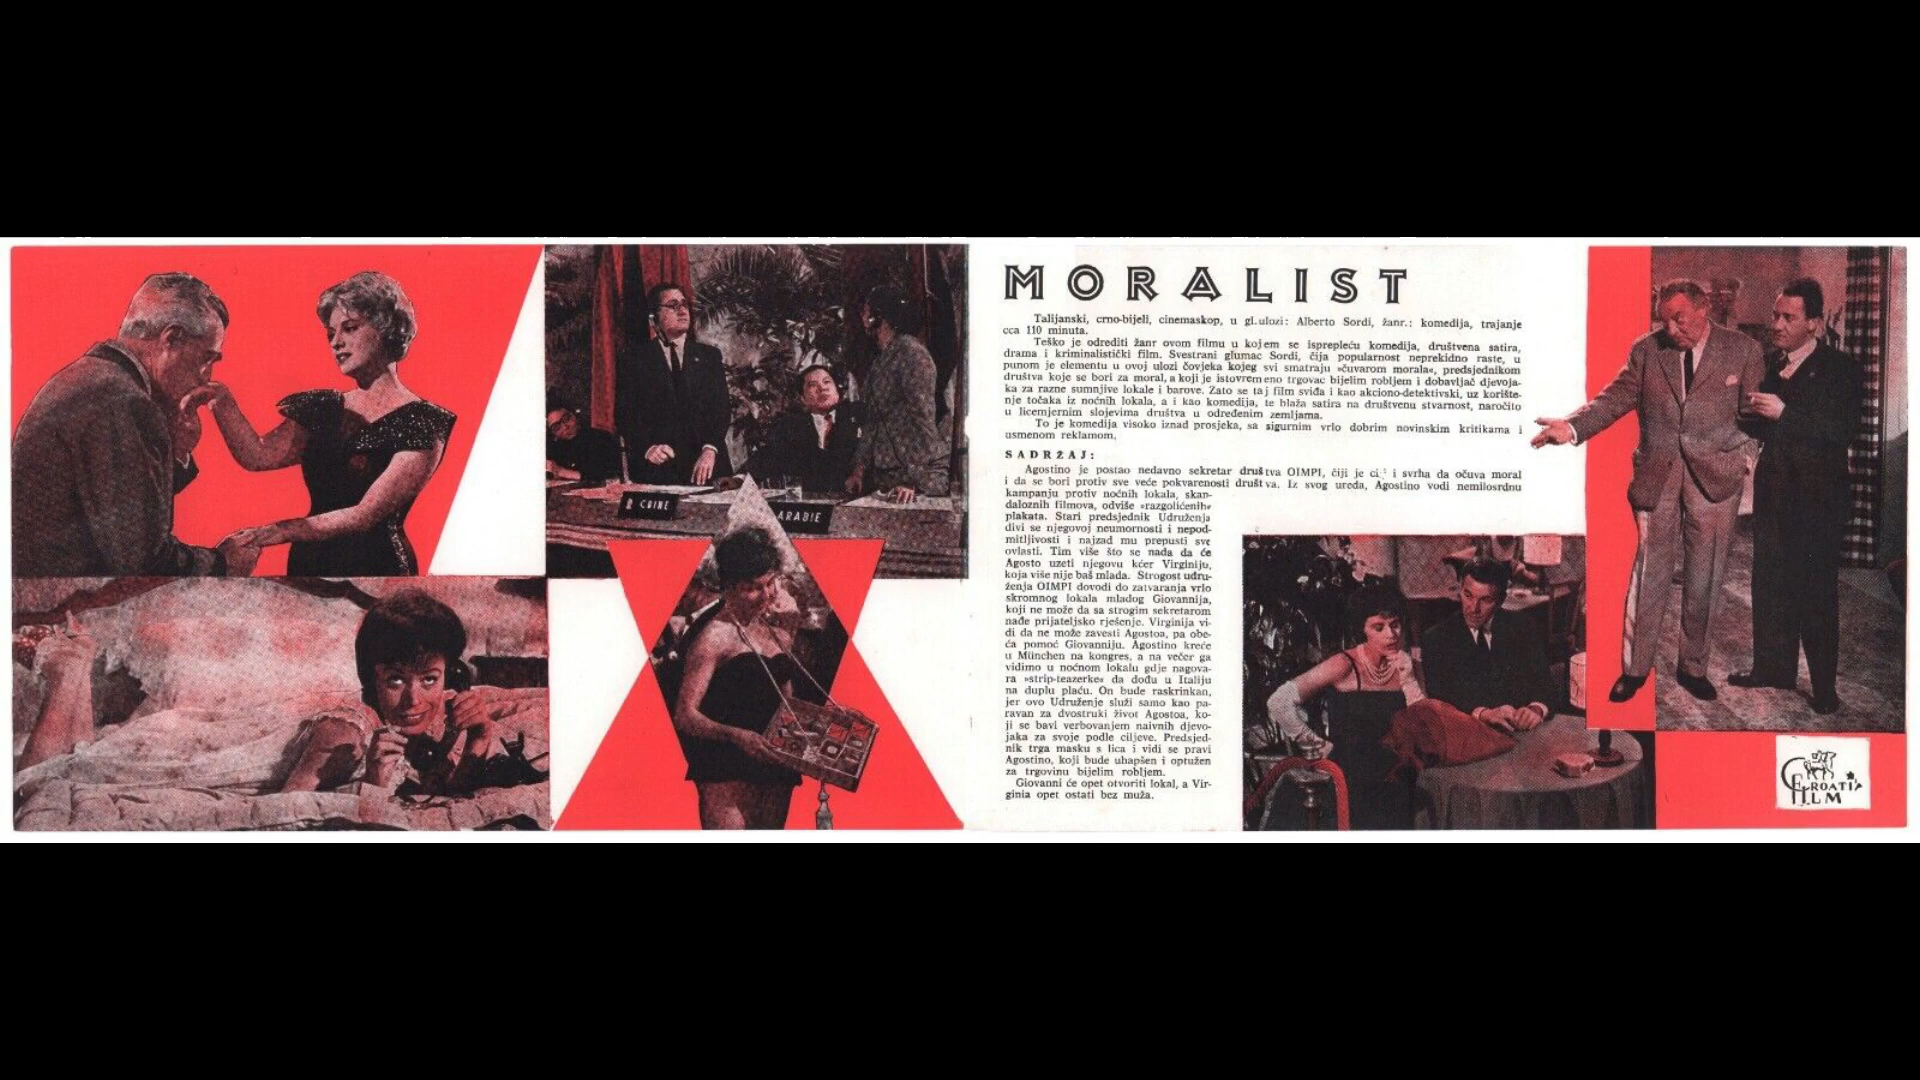 R CHINE
ARABIE
MORALIST
Talijanski, crno-bijeli, cinemaskop, u gl.ulozi: Alberto Sordi, žanr.: komedija, trajanje
cca 110 minuta.
Teško je odrediti žanr ovom filmu u kojem se isprepleću komedija, društvena satira,
drama i kriminalistički film. Svestrani glumac Sordi, čija popularnost neprekidno raste, u
punom je elementu u ovoj ulozi čovjeka kojeg svi smatraju »čuvarom morala«, predsjednikom
društva koje se bori za moral, a koji je istovremeno trgovac bijelim robljem i dobavljač djevoja-
ka za razne sumnjive lokale i barove. Zato se taj film sviđa i kao akciono-detektivski, uz korište-
nje točaka iz noćnih lokala, a i kao komedija, te blaža satira na društvenu stvarnost, naročito
u licemjernim slojevima društva u određenim zemljama.
To je komedija visoko iznad prosjeka, sa sigurnim vrlo dobrim novinskim kritikama i
usmenom reklamom.
SADRŽAJ:
Agostino je postao nedavno sekretar društva OIMPI, čiji je i svrha da očuva moral
i da se bori protiv sve veće pokvarenosti društva. Iz svog ureda, Agostino vodi nemilosrdnu
kampanju protiv noćnih lokala, skan-
daloznih filmova, odviše »razgolićenih«
plakata. Stari predsjednik Udruženja
divi se njegovoj neumornosti i nepod-
mitljivosti i najzad mu prepusti sve
ovlasti. Tim više što se nada da će
Agosto uzeti njegovu kćer Virginiju,
koja više nije baš mlada. Strogost udru-
ženja OIMPI dovodi do zatvaranja vrlo
skromnog lokala mladog Giovannija,
koji ne može da sa strogim sekretarom
nađe prijateljsko rješenje. Virginija vi-
di da ne može zavesti Agostoa, pa obe-
ća pomoć Giovanniju. Agostino kreće
u München na kongres, a na večer ga
vidimo u noćnom lokalu gdje nagova-
ra »strip-teazerke« da dođu u Italiju
na duplu plaću. On bude raskrinkan,
jer ovo Udruženje služi samo kao pa-
ravan za dvostruki život Agostoa, ko-
ji se bavi verbovanjem naivnih djevo-
jaka za svoje podle ciljeve. Predsjed-
nik trga masku s lica i vidi se pravi
Agostino, koji bude uhapšen i optužen
za trgovinu bijelim robljem.
Giovanni će opet otvoriti lokal, a Vir-
ginia opet ostati bez muža.
CROATIA
FILM